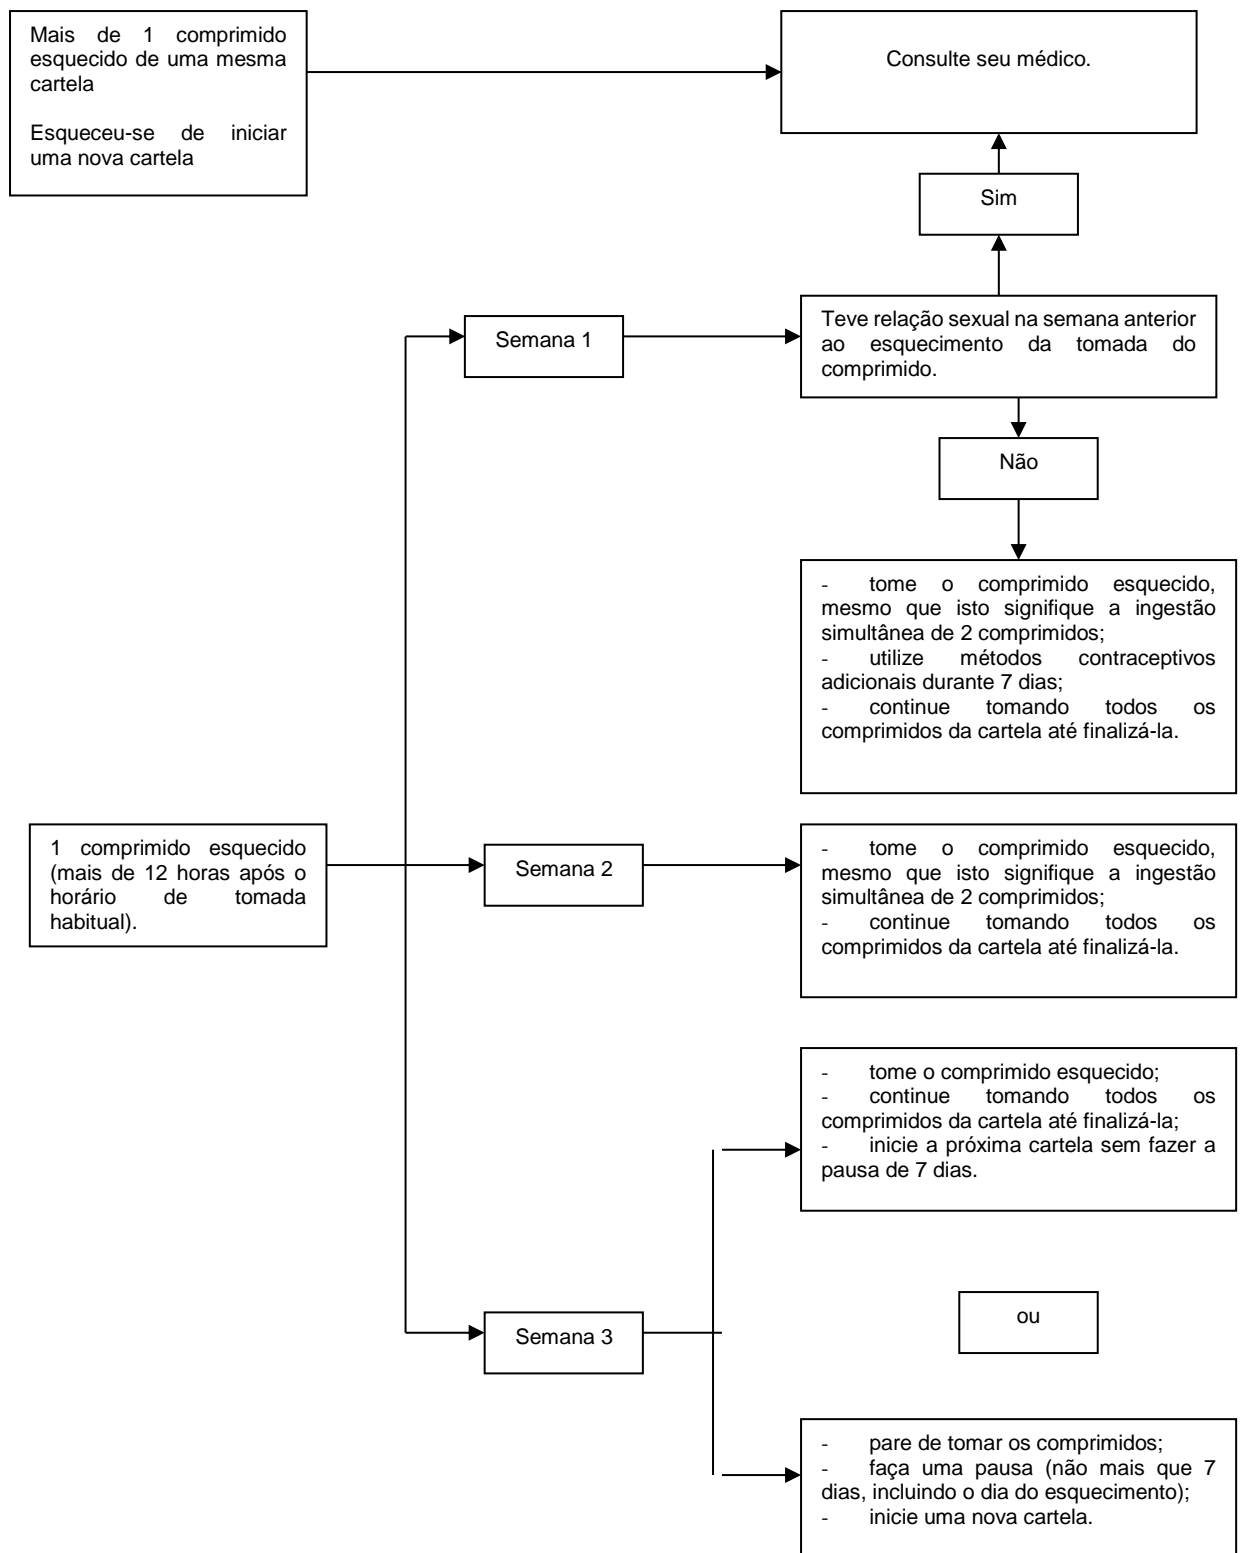 Mais de 1 comprimido
esquecido de uma mesma
cartela
Esqueceu-se de iniciar
uma nova cartela
Consulte seu médico.
Sim
Semana 1
Teve relação sexual na semana anterior
ao esquecimento da tomada do
comprimido.
Não
- tome o comprimido esquecido,
mesmo que isto signifique a ingestão
simultânea de 2 comprimidos;
- utilize métodos contraceptivos
adicionais durante 7 dias;
- continue tomando todos os
comprimidos da cartela até finalizá-la.
1 comprimido esquecido
(mais de 12 horas após o
horário de tomada
habitual).
Semana 2
- tome o comprimido esquecido,
mesmo que isto signifique a ingestão
simultânea de 2 comprimidos;
- continue tomando todos os
comprimidos da cartela até finalizá-la.
Semana 3
- tome o comprimido esquecido;
- continue tomando todos os
comprimidos da cartela até finalizá-la;
- inicie a próxima cartela sem fazer a
pausa de 7 dias.
ou
- pare de tomar os comprimidos;
- faça uma pausa (não mais que 7
dias, incluindo o dia do esquecimento);
- inicie uma nova cartela.